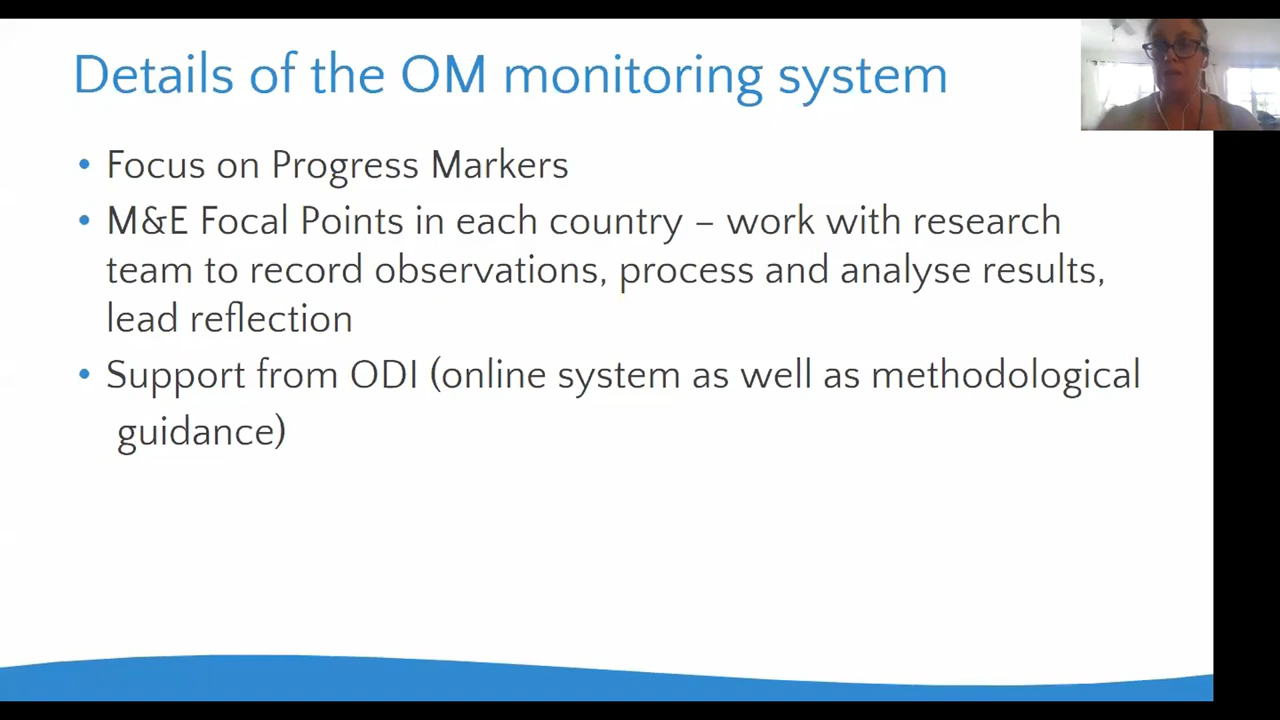 Details of the OM monitoring system
• Focus on Progress Markers
• M&E Focal Points in each country – work with research
team to record observations, process and analyse results,
lead reflection
• Support from ODI (online system as well as methodological
guidance)